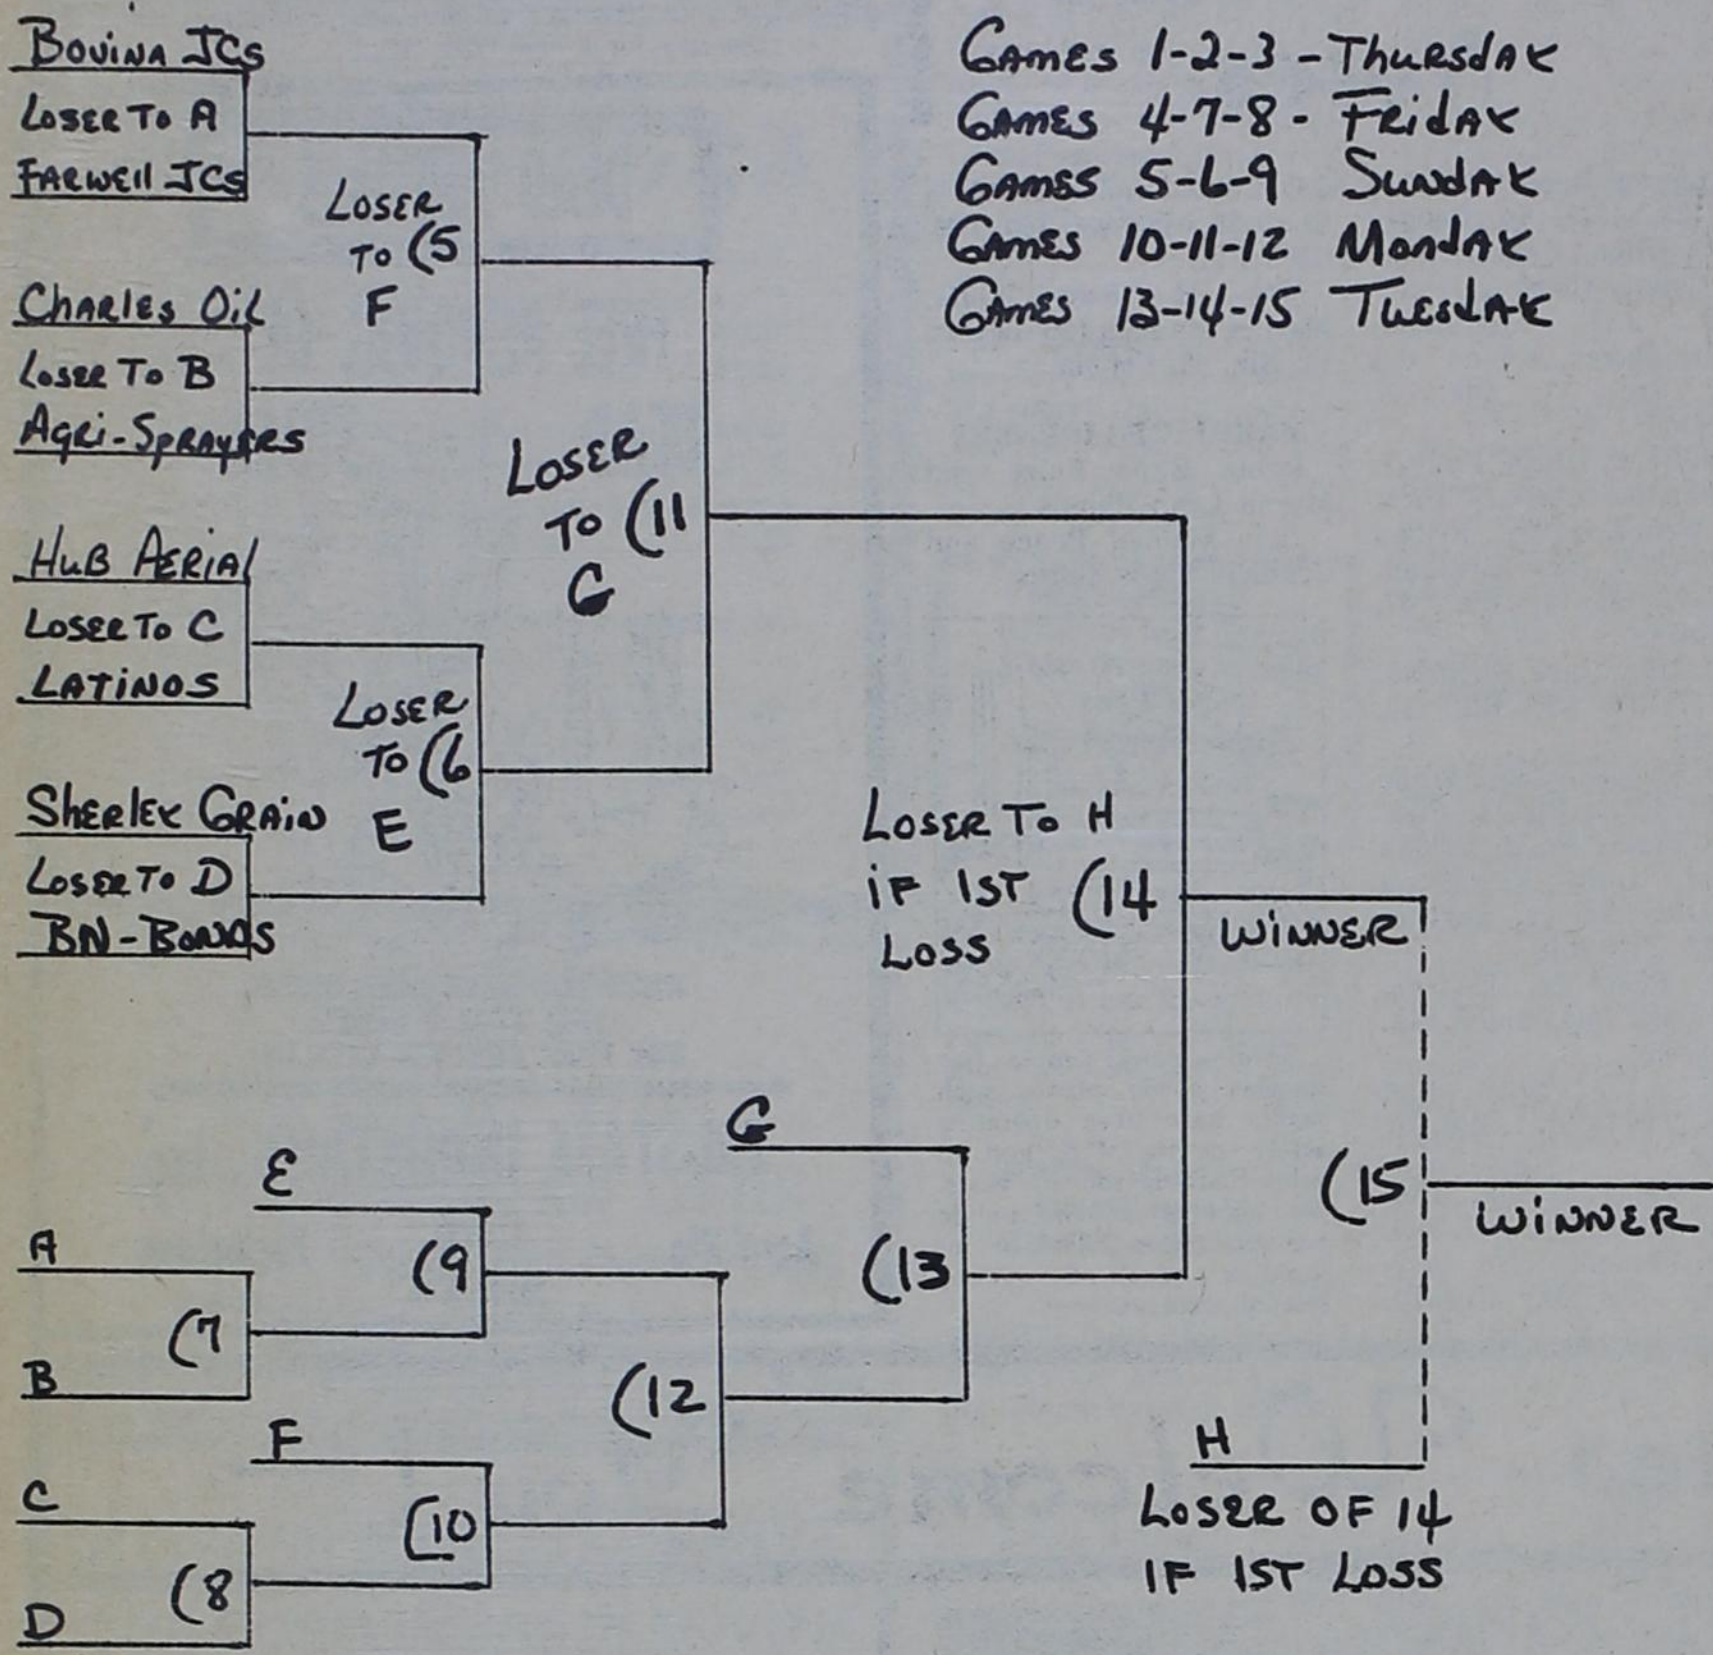 Bovina JCs
Loser To A
Farwell JCs
Loser
To (5
F
Charles Oil
Loser To B
Agri-Sprayers
Loser
To (11
G
Hub Aerial
Loser To C
Latinos
Loser
To (6
E
Sherley Grain
Loser To D
BN-Bonds
Games 1-2-3 - Thursday
Games 4-7-8 - Friday
Games 5-6-9 Sunday
Games 10-11-12 Monday
Games 13-14-15 Tuesday
Loser To H
if 1st (14
Loss
Winner
G
E
A
(9
(7
B
(13
(12
F
C
(10
(8
D
(15
Winner
H
Loser of 14
if 1st Loss